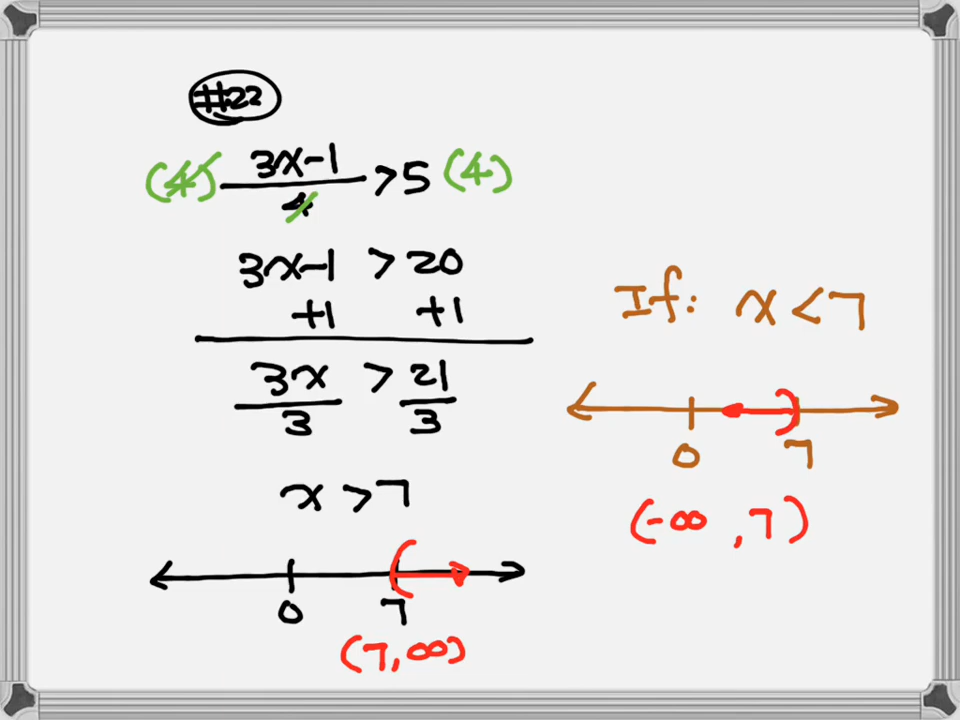 #22
(4) 3x-1 / 4 > 5 (4)
3x-1 > 20
+1 +1
3x > 21
3 3
x > 7
0 7
(7, ∞)
If: x < 7
0 7
(-∞, 7)